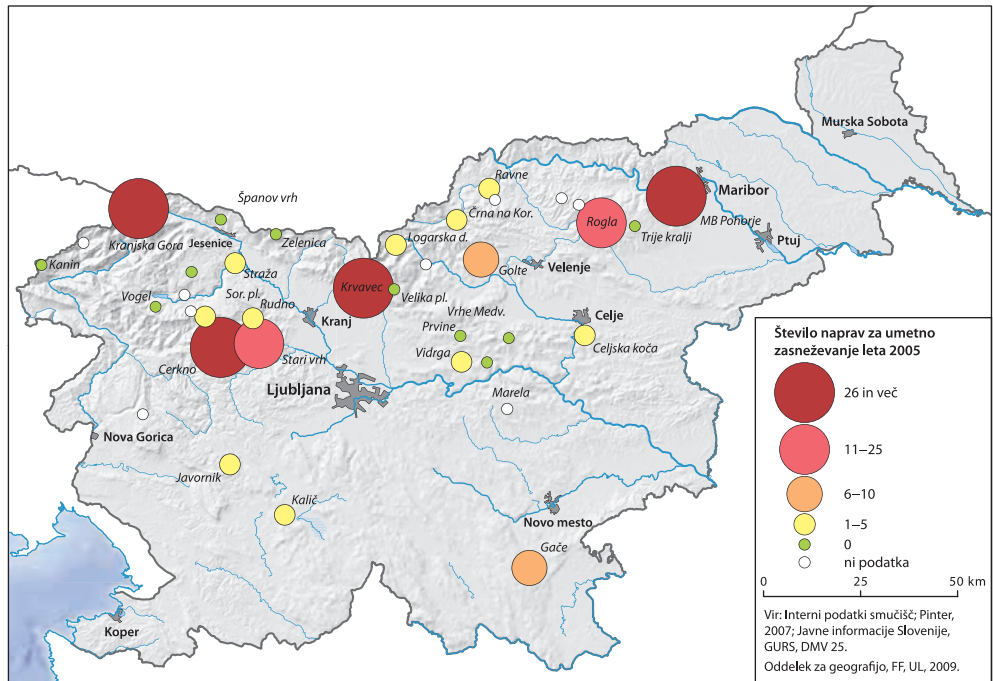 Murska Sobota
Ravne
Maribor
Španov vrh
Črna na Kor.
Rogla
MB Pohorje
Trije kralji
Ptuj
Kranjska Gora
Jesenice
Zelenica
Logarska d.
Kanin
Straža
Golte
Velenje
Krvavec
Velika pl.
Vogel
Sor. pl.
Rudno
Kranj
Vrhe Medv.
Celje
Prvine
Celjska koča
Cerkno
Stari vrh
Vidrga
Ljubljana
Marela
Nova Gorica
Javornik
Kalič
Novo mesto
Gače
Koper
Število naprav za umetno
zasneževanje leta 2005
26 in več
11–25
6–10
1–5
0
ni podatka
0 25 50 km
Vir: Interni podatki smučišč; Pinter,
2007; Javne informacije Slovenije,
GURS, DMV 25.
Oddelek za geografijo, FF, UL, 2009.